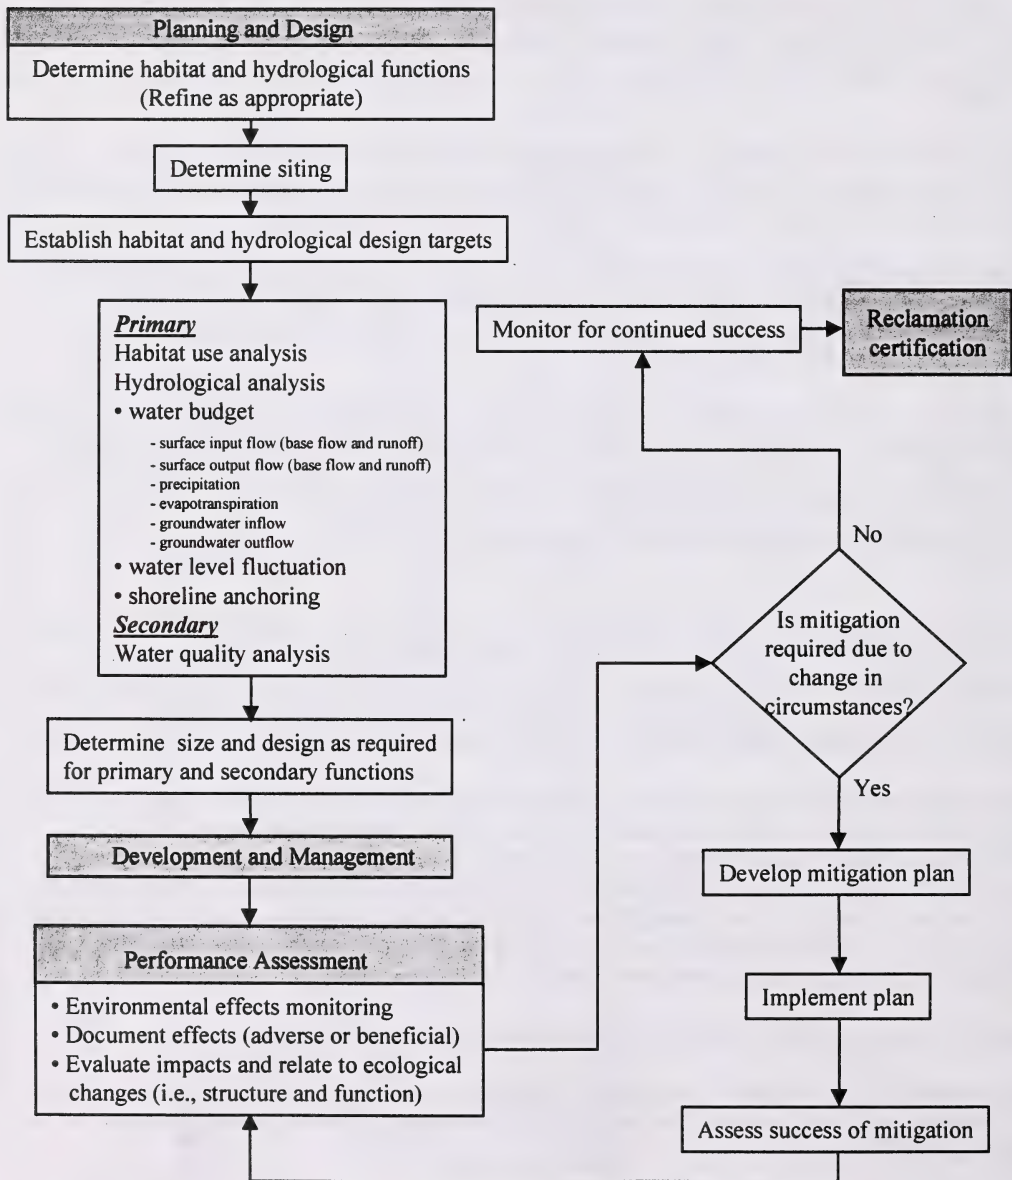 Planning and Design
Determine habitat and hydrological functions
(Refine as appropriate)
Determine siting
Establish habitat and hydrological design targets
Primary
Habitat use analysis
Hydrological analysis
• water budget
- surface input flow (base flow and runoff)
- surface output flow (base flow and runoff)
- precipitation
- evapotranspiration
- groundwater inflow
- groundwater outflow
• water level fluctuation
• shoreline anchoring
Secondary
Water quality analysis
Determine size and design as required
for primary and secondary functions
Development and Management
Performance Assessment
• Environmental effects monitoring
• Document effects (adverse or beneficial)
• Evaluate impacts and relate to ecological
changes (i.e., structure and function)
Monitor for continued success
Reclamation
certification
No
Is mitigation
required due to
change in
circumstances?
Yes
Develop mitigation plan
Implement plan
Assess success of mitigation